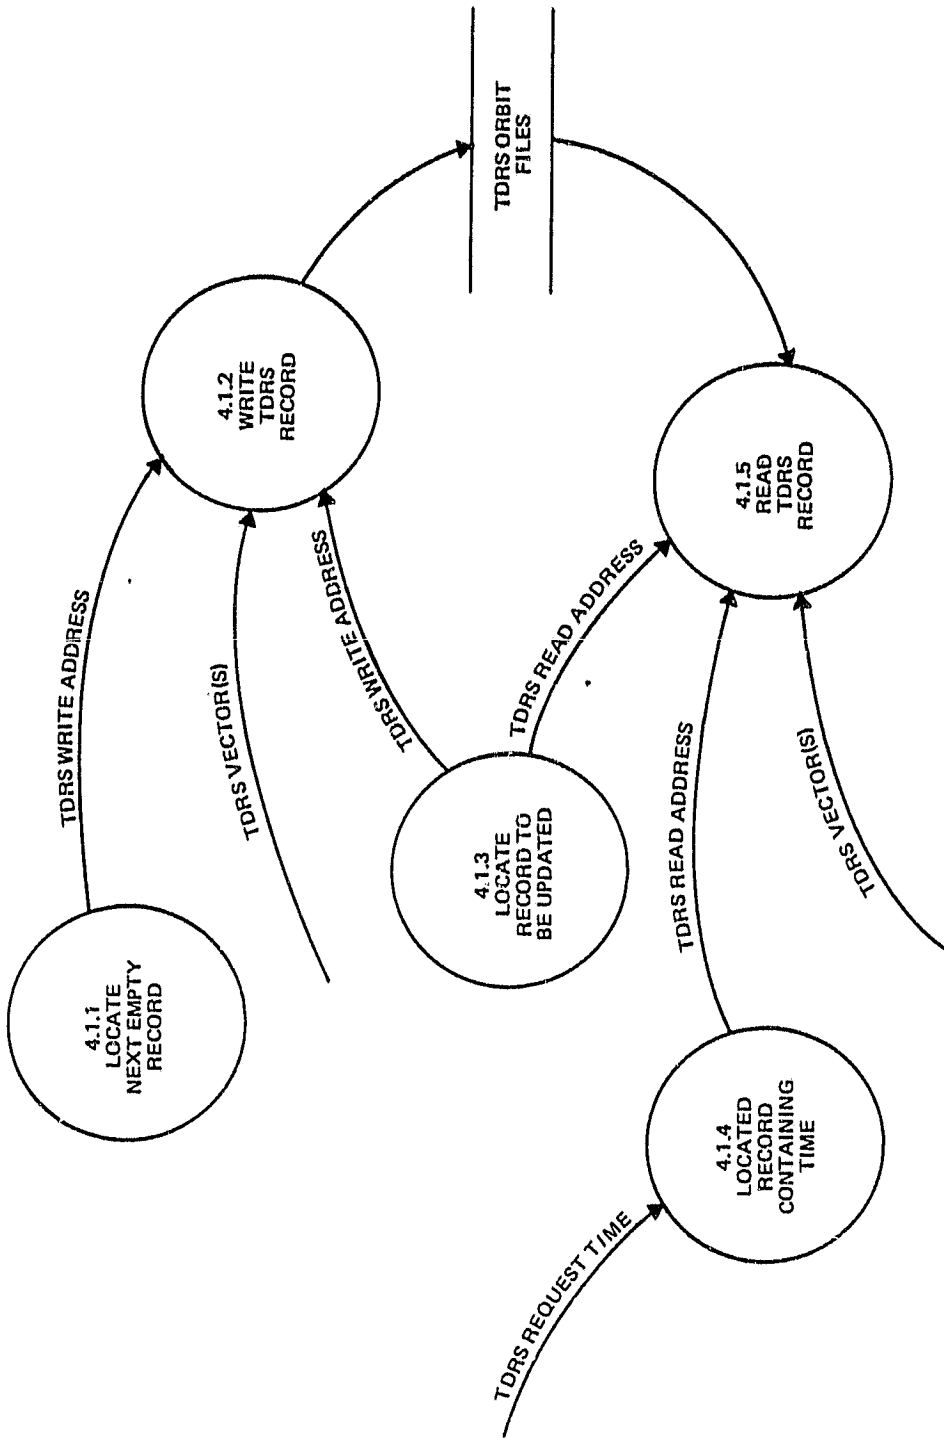 TDRS WRITE ADDRESS
4.1.1
LOCATE
NEXT EMPTY
RECORD
4.1.2
WRITE
TDRS
RECORD
TDRS VECTOR(S)
TDRS WRITE ADDRESS
TDRS ORBIT
FILES
4.1.3
LOCATE
RECORD TO
BE UPDATED
TDRS READ ADDRESS
TDRS REQUEST TIME
4.1.4
LOCATED
RECORD
CONTAINING
TIME
TDRS READ ADDRESS
4.1.5
READ
TDRS
RECORD
TDRS VECTOR(S)